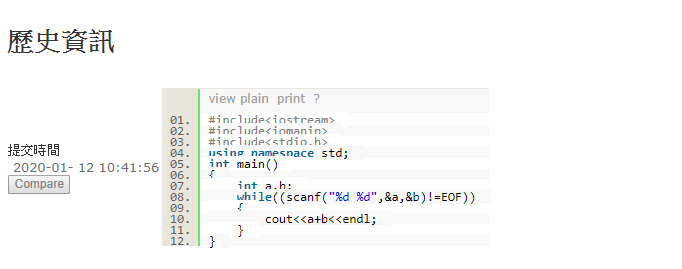 歷史資訊
提交時間
2020-01- 12 10:41:56
Compare
view plain print ?
01. #include<iostream>
02. #include<iomanip>
03. #include<stdio.h>
04. using namespace std;
05. int main()
06. {
07. int a,b;
08. while((scanf("%d %d",&a,&b)!=EOF))
09. {
10. cout<<a+b<<endl;
11. }
12. }